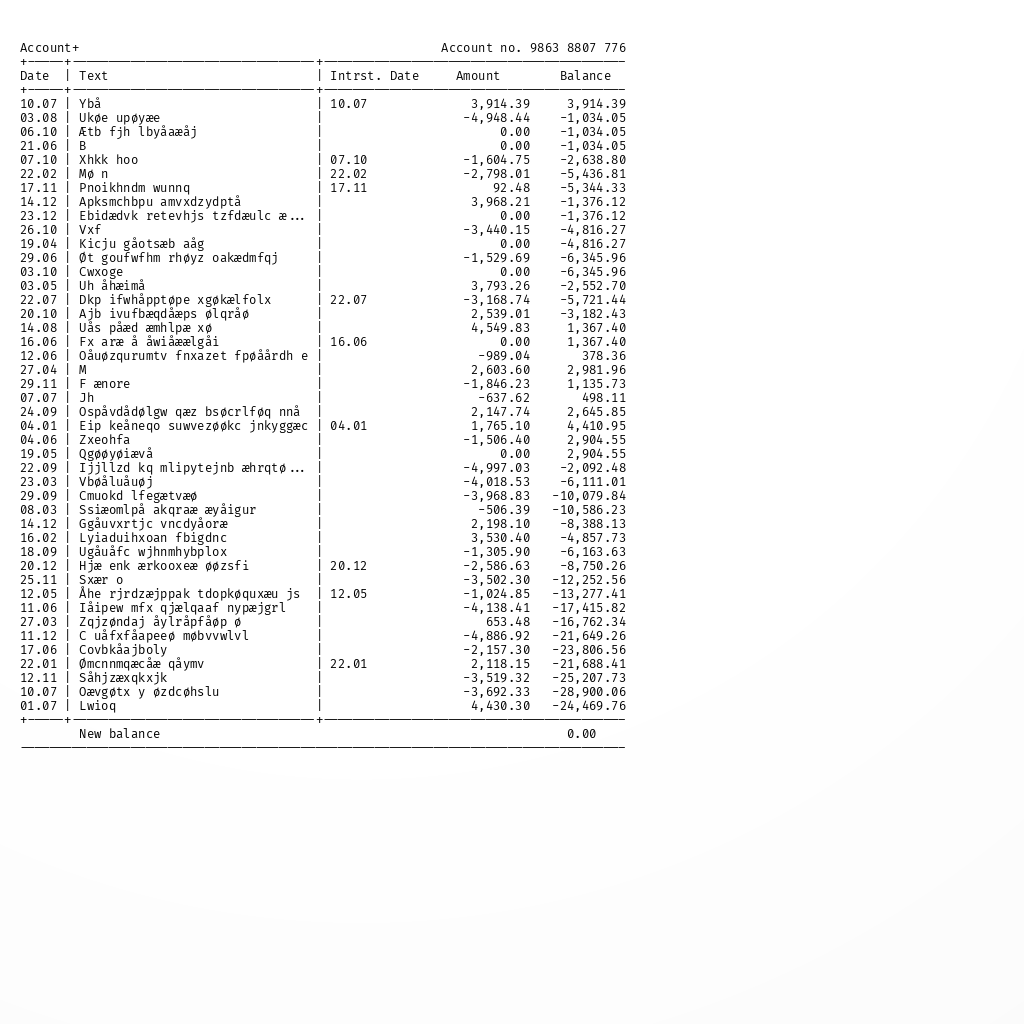 Account+ Account no. 9863 8807 776
Date | Text | Intrst. Date Amount Balance
10.07 | Ybå | 10.07 3,914.39 3,914.39
03.08 | Ukøe upøyæe | -4,948.44 -1,034.05
06.10 | Ætb fjh lbyåaæåj | 0.00 -1,034.05
21.06 | B | 0.00 -1,034.05
07.10 | Xhkk hoo | 07.10 -1,604.75 -2,638.80
22.02 | Mø n | 22.02 -2,798.01 -5,436.81
17.11 | Pnoikhndm wunnq | 17.11 92.48 -5,344.33
14.12 | Apksmchbpu amvxdzydptå | 3,968.21 -1,376.12
23.12 | Ebidædvk retevhjs tzfdæulc æ... | 0.00 -1,376.12
26.10 | Vxf | -3,440.15 -4,816.27
19.04 | Kicju gåotsæb aåg | 0.00 -4,816.27
29.06 | Øt goufwfhm rhøyz oakædmfqj | -1,529.69 -6,345.96
03.10 | Cwxoge | 0.00 -6,345.96
03.05 | Uh åhæimå | 3,793.26 -2,552.70
22.07 | Dkp ifwhåpptøpe xgøkælfolx | 22.07 -3,168.74 -5,721.44
20.10 | Ajb ivufbæqdåæps ølqråø | 2,539.01 -3,182.43
14.08 | Uås påæd æmhlpæ xø | 4,549.83 1,367.40
16.06 | Fx aræ å åwiåææлgåi | 16.06 0.00 1,367.40
12.06 | Oåuøzqurumtv fnxazet fpøåårdh e | -989.04 378.36
27.04 | M | 2,603.60 2,981.96
29.11 | F ænore | -1,846.23 1,135.73
07.07 | Jh | -637.62 498.11
24.09 | Ospåvdådølgw qæz bsøcrlføq nnå | 2,147.74 2,645.85
04.01 | Eip keåneqo suwvezøøkc jnkyggæc | 04.01 1,765.10 4,410.95
04.06 | Zxeohfa | -1,506.40 2,904.55
19.05 | Qgøøyøiævå | 0.00 2,904.55
22.09 | Ijjllzd kq mlipytejnb æhrqtø... | -4,997.03 -2,092.48
23.03 | Vbøåluåuøj | -4,018.53 -6,111.01
29.09 | Cmuokd lfegætvæø | -3,968.83 -10,079.84
08.03 | Ssiæomlpå akqraæ æyåigur | -506.39 -10,586.23
14.12 | Ggåuvxrtjc vncdyåoræ | 2,198.10 -8,388.13
16.02 | Lyiaduihxoan fbigdnc | 3,530.40 -4,857.73
18.09 | Ugåuåfc wjhnmhybplox | -1,305.90 -6,163.63
20.12 | Hjæ enk ærkooxeæ øøzsfi | 20.12 -2,586.63 -8,750.26
25.11 | Sxær o | -3,502.30 -12,252.56
12.05 | Åhe rjrdzæjppak tdopkøquxæu js | 12.05 -1,024.85 -13,277.41
11.06 | Iåipew mfx qjælqaaf nypæjgrl | -4,138.41 -17,415.82
27.03 | Zqjzøndaj åylråpfåøp ø | 653.48 -16,762.34
11.12 | C uåfxfåapeeø møbvvwlvl | -4,886.92 -21,649.26
17.06 | Covbkåajboly | -2,157.30 -23,806.56
22.01 | Ømcnnmqæcåæ qåymv | 22.01 2,118.15 -21,688.41
12.11 | Såhjzæxqkxjk | -3,519.32 -25,207.73
10.07 | Oævgøtx y øzdcøhslu | -3,692.33 -28,900.06
01.07 | Lwioq | 4,430.30 -24,469.76
New balance 0.00